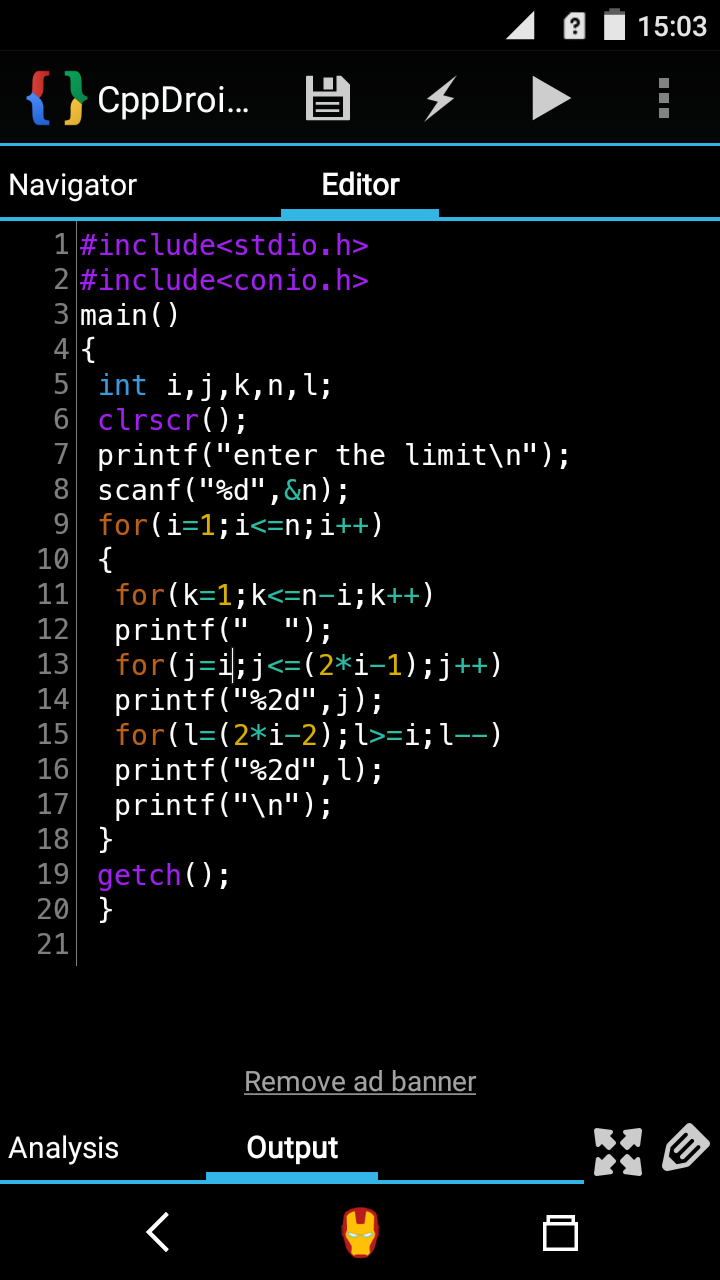 15:03
CppDroi...
Navigator
Editor
1 #include<stdio.h>
2 #include<conio.h>
3 main()
4 {
5  int i,j,k,n,l;
6  clrscr();
7  printf("enter the limit\n");
8  scanf("%d",&n);
9  for(i=1;i<=n;i++)
10  {
11   for(k=1;k<=n-i;k++)
12   printf("  ");
13   for(j=i;j<=(2*i-1);j++)
14   printf("%2d",j);
15   for(l=(2*i-2);l>=i;l--)
16   printf("%2d",l);
17   printf("\n");
18  }
19  getch();
20  }
21
Remove ad banner
Analysis
Output